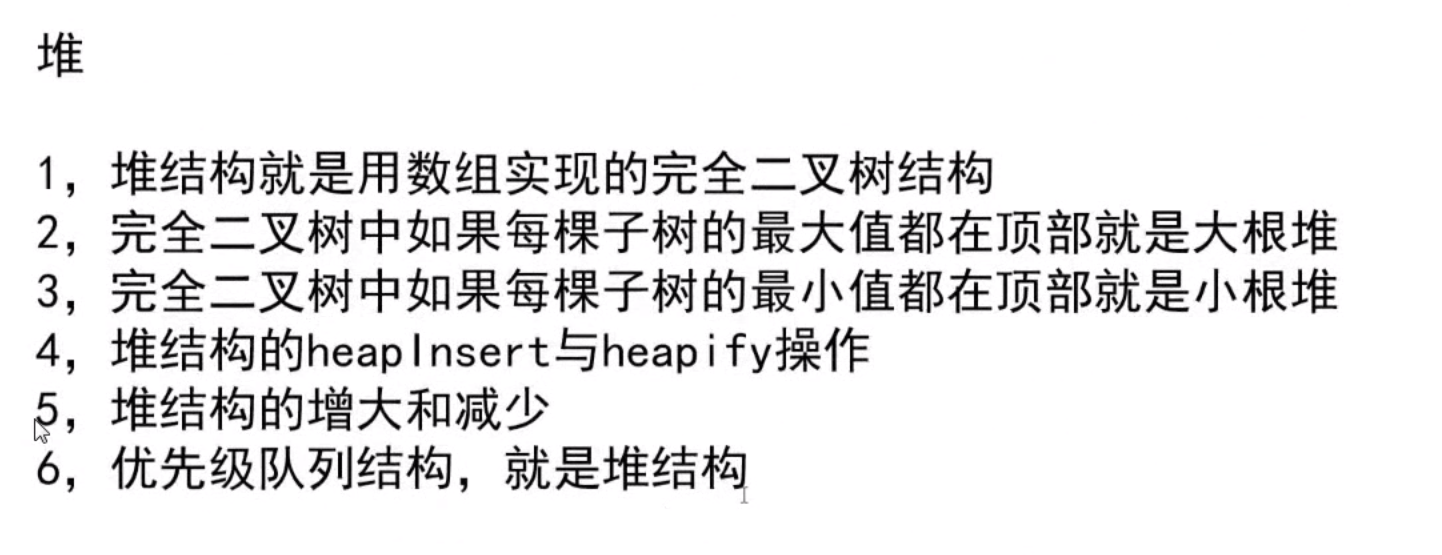 堆
1，堆结构就是用数组实现的完全二叉树结构
2，完全二叉树中如果每棵子树的最大值都在顶部就是大根堆
3，完全二叉树中如果每棵子树的最小值都在顶部就是小根堆
4，堆结构的heapInsert与heapify操作
5，堆结构的增大和减少
6，优先级队列结构，就是堆结构